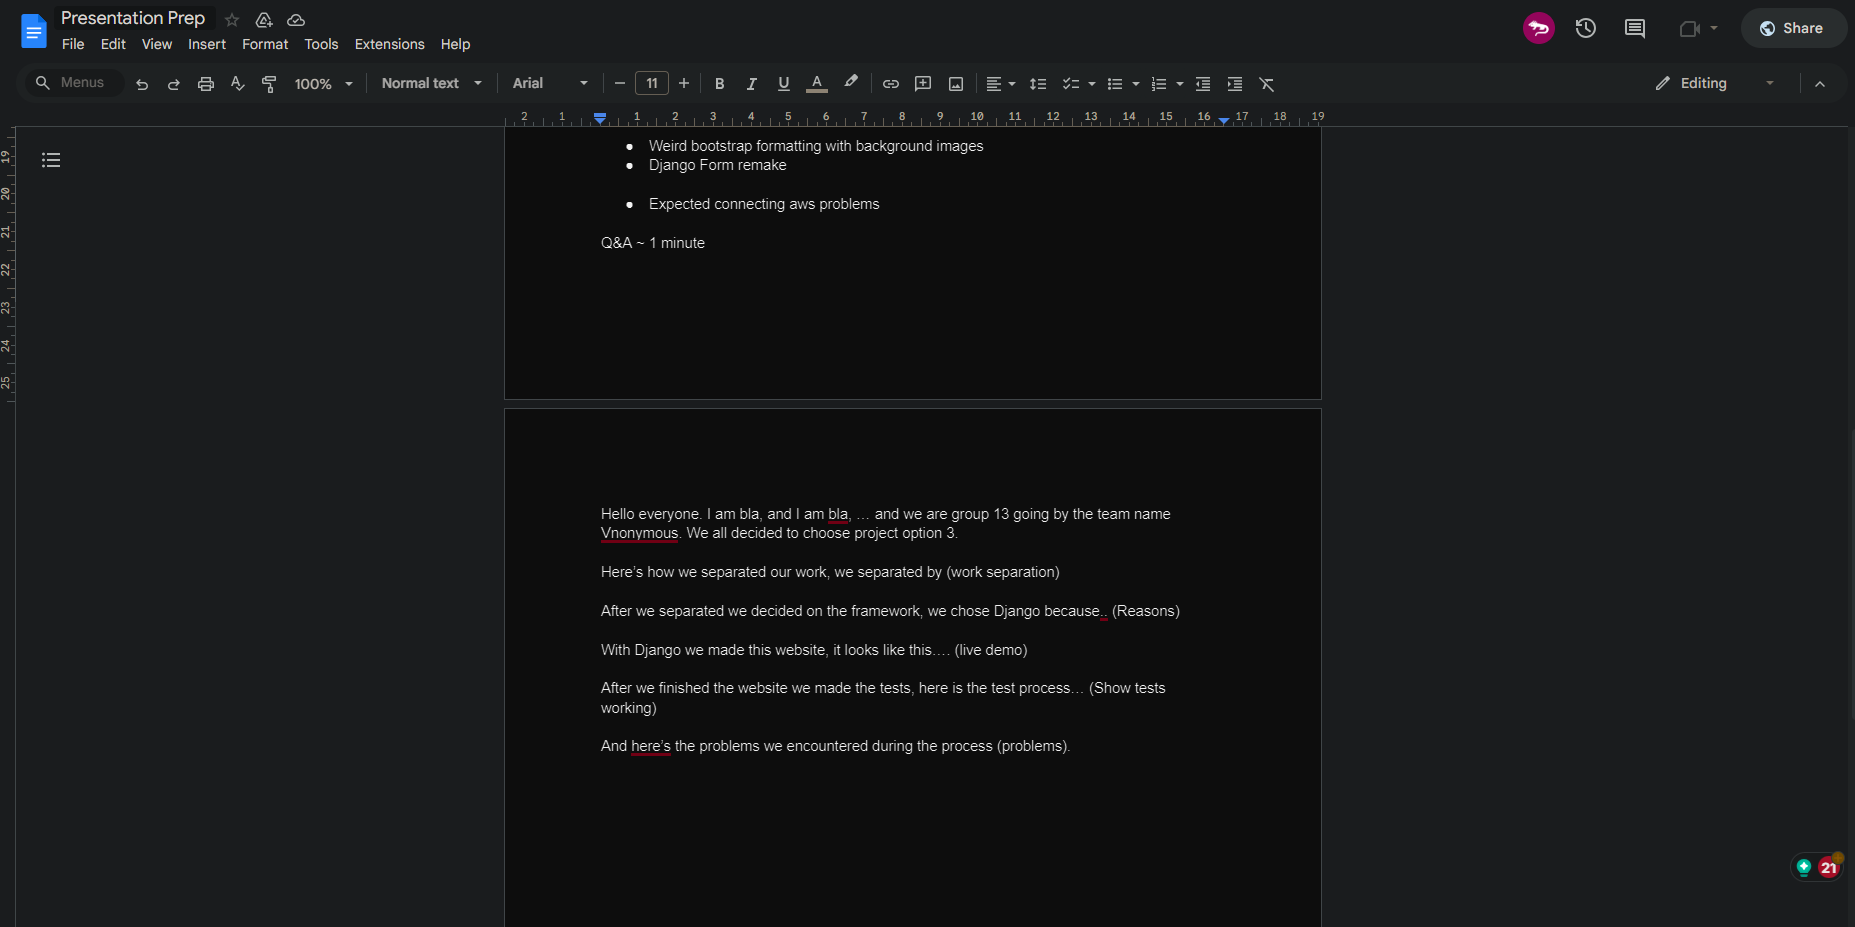 Presentation Prep
File Edit View Insert Format Tools Extensions Help
Share
Menus 100% Normal text Arial 11 B I U A Editing
2 1 1 2 3 4 5 6 7 8 9 10 11 12 13 14 15 16 17 18 19
19
20
21
22
23
24
25
● Weird bootstrap formatting with background images
● Django Form remake
● Expected connecting aws problems
Q&A ~ 1 minute
Hello everyone. I am bla, and I am bla, … and we are group 13 going by the team name
Vnonymous. We all decided to choose project option 3.
Here’s how we separated our work, we separated by (work separation)
After we separated we decided on the framework, we chose Django because.. (Reasons)
With Django we made this website, it looks like this…. (live demo)
After we finished the website we made the tests, here is the test process… (Show tests
working)
And here’s the problems we encountered during the process (problems).
21